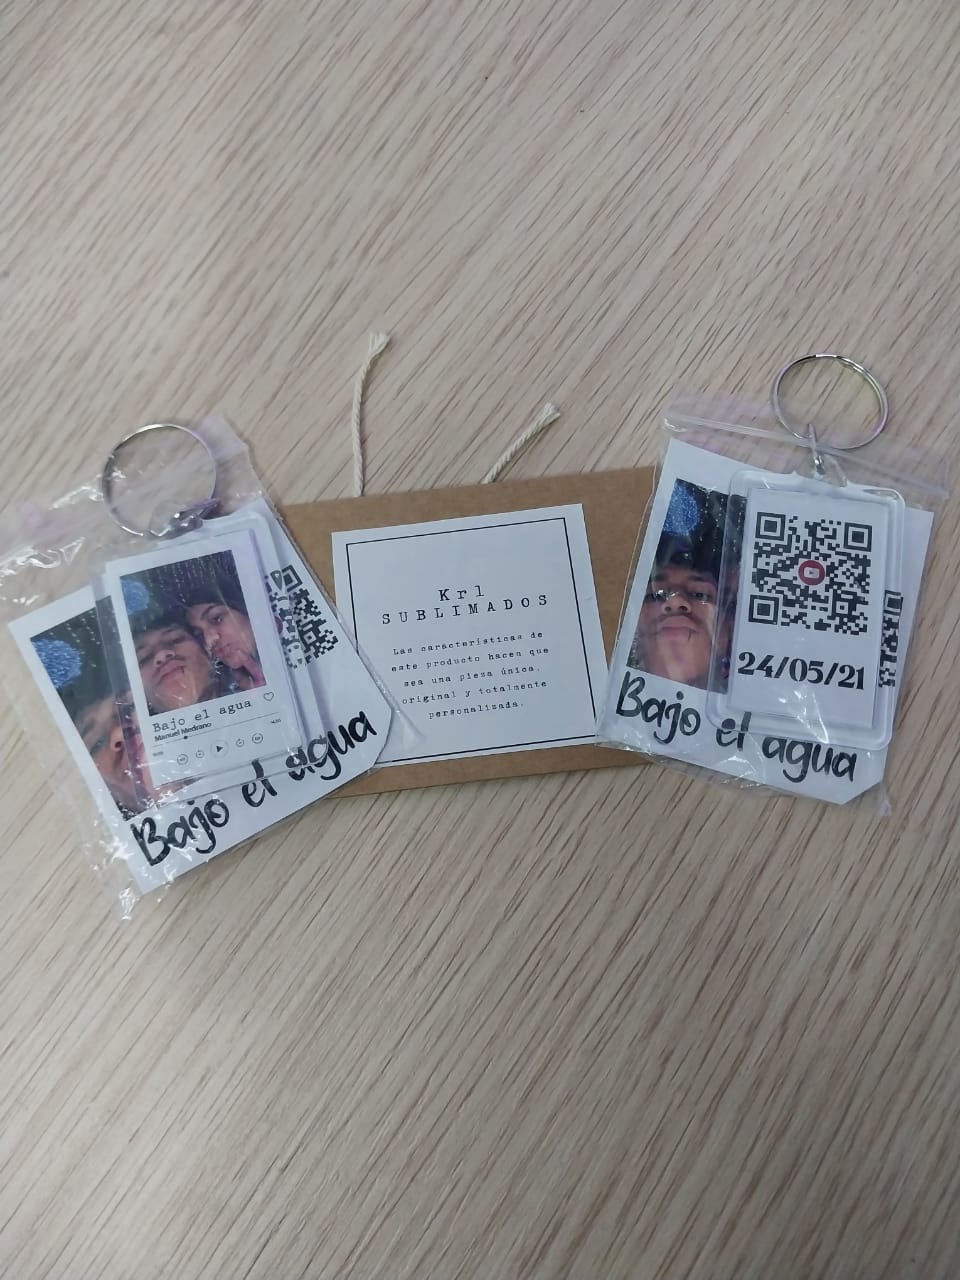 Bajo el agua
Manuel Medrano
Bajo el agua
Krl
SUBLIMADOS
Las características de
este producto hacen que
sea una pieza única,
original y totalmente
personalizada.
24/05/21
Bajo el agua